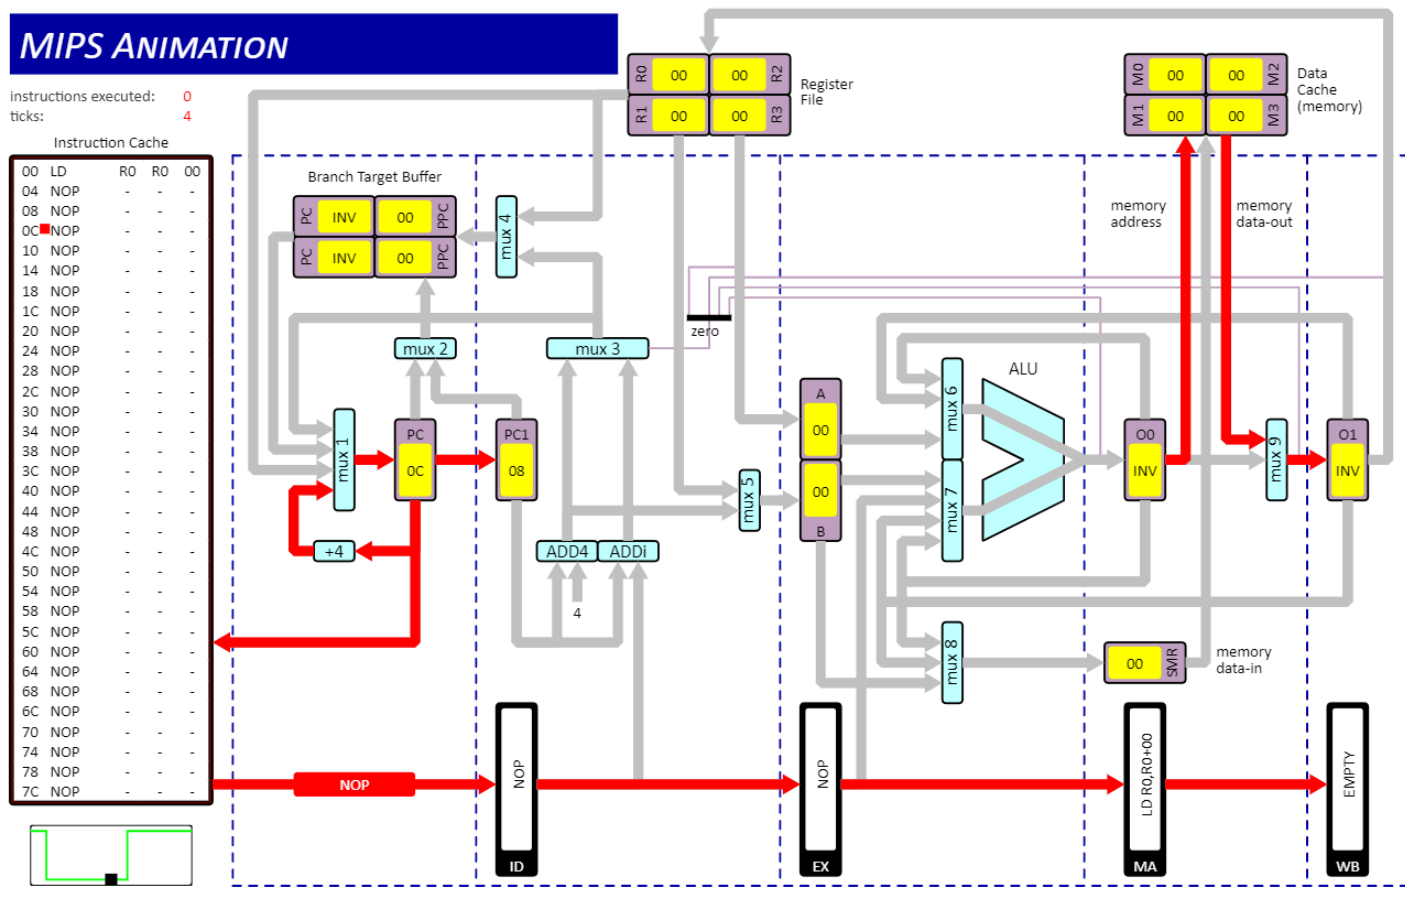 MIPS ANIMATION
instructions executed: 0
ticks: 4
Instruction Cache
00 LD R0 R0 00
04 NOP - - -
08 NOP - - -
0C NOP - - -
10 NOP - - -
14 NOP - - -
18 NOP - - -
1C NOP - - -
20 NOP - - -
24 NOP - - -
28 NOP - - -
2C NOP - - -
30 NOP - - -
34 NOP - - -
38 NOP - - -
3C NOP - - -
40 NOP - - -
44 NOP - - -
48 NOP - - -
4C NOP - - -
50 NOP - - -
54 NOP - - -
58 NOP - - -
5C NOP - - -
60 NOP - - -
64 NOP - - -
68 NOP - - -
6C NOP - - -
70 NOP - - -
74 NOP - - -
78 NOP - - -
7C NOP - - -
R0 00 00 R2
R1 00 00 R3
Register
File
M0 00 00 M2
M1 00 00 M3
Data
Cache
(memory)
Branch Target Buffer
PC INV 00 PPC
PC INV 00 PPC
mux 4
memory
address
memory
data-out
zero
mux 2
mux 3
ALU
mux 1
PC
0C
PC1
08
A
00
00
B
mux 5
mux 6
mux 7
O0
INV
mux 9
O1
INV
+4
ADD4
ADDi
4
mux 8
00 SMR
memory
data-in
NOP
NOP
ID
NOP
EX
LD R0,R0+00
MA
EMPTY
WB